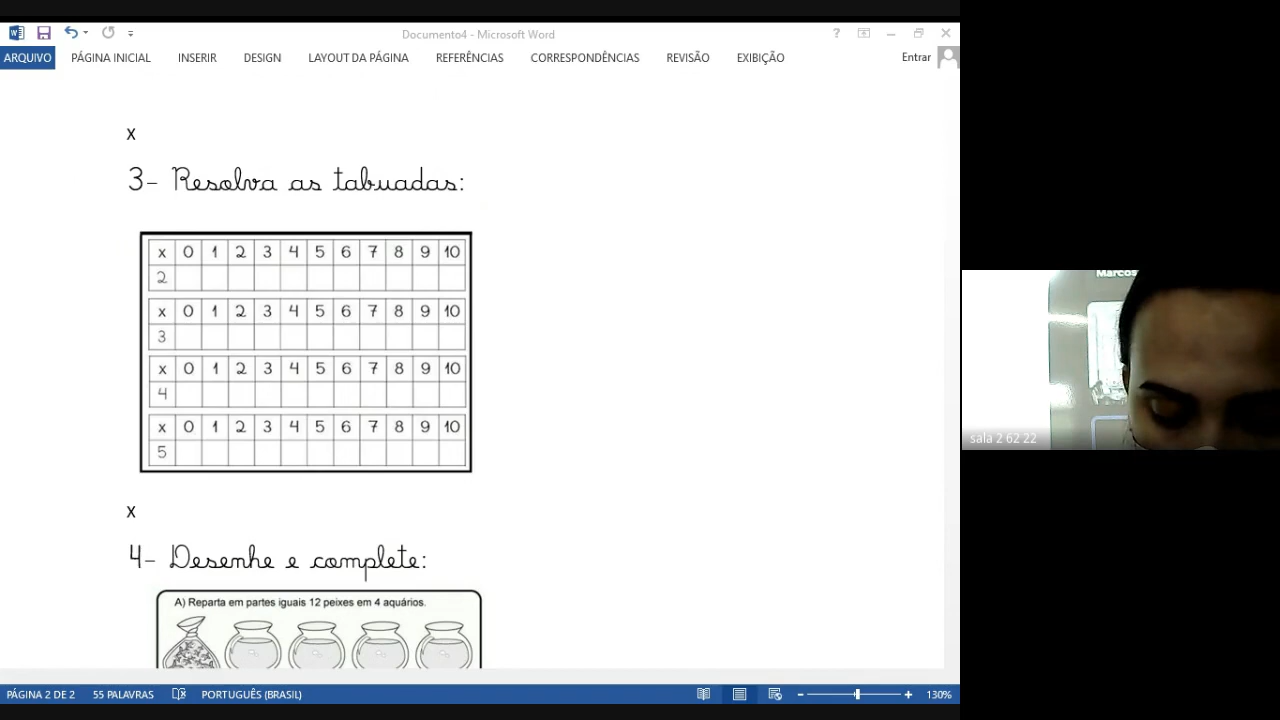 Documento4 - Microsoft Word
ARQUIVO PÁGINA INICIAL INSERIR DESIGN LAYOUT DA PÁGINA REFERÊNCIAS CORRESPONDÊNCIAS REVISÃO EXIBIÇÃO Entrar
x
3- Resolva as tabuadas:
x 0 1 2 3 4 5 6 7 8 9 10
2
x 0 1 2 3 4 5 6 7 8 9 10
3
x 0 1 2 3 4 5 6 7 8 9 10
4
x 0 1 2 3 4 5 6 7 8 9 10
5
x
4- Desenhe e complete:
A) Reparta em partes iguais 12 peixes em 4 aquários.
PÁGINA 2 DE 2 55 PALAVRAS PORTUGUÊS (BRASIL) 130%
Marcos
sala 2 62 22